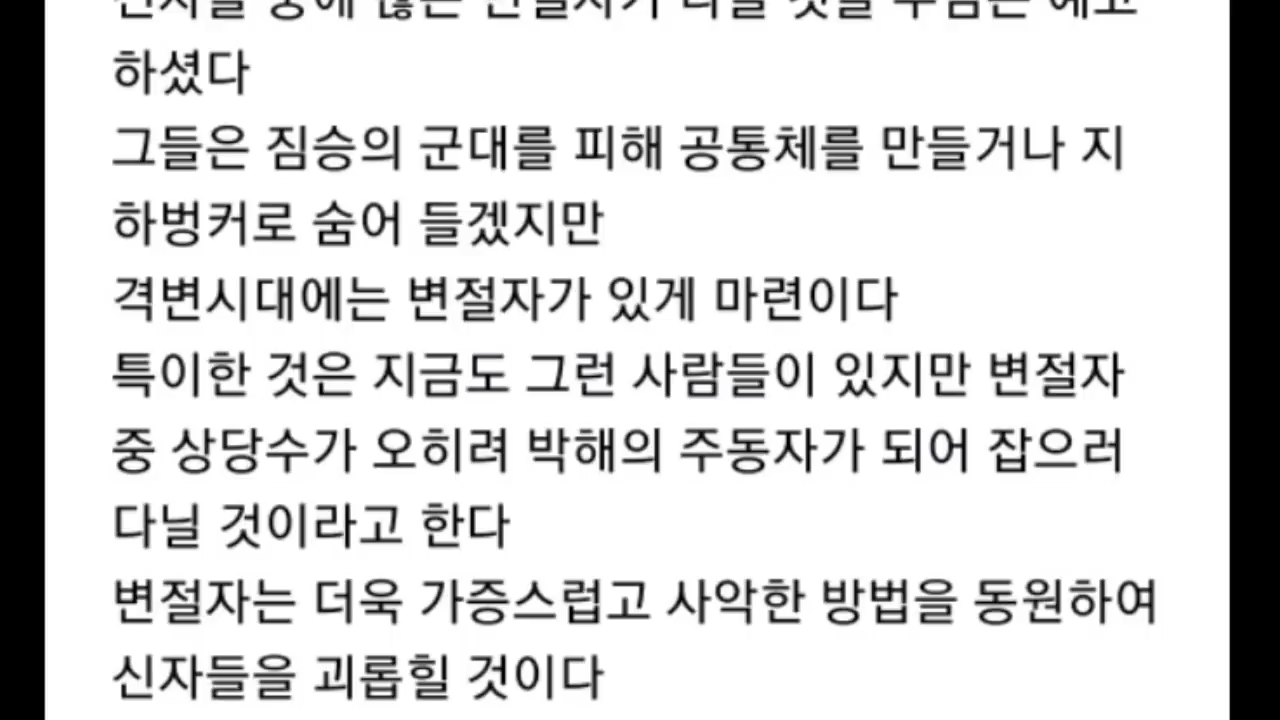 하셨다
그들은 짐승의 군대를 피해 공통체를 만들거나 지
하벙커로 숨어 들겠지만
격변시대에는 변절자가 있게 마련이다
특이한 것은 지금도 그런 사람들이 있지만 변절자
중 상당수가 오히려 박해의 주동자가 되어 잡으러
다닐 것이라고 한다
변절자는 더욱 가증스럽고 사악한 방법을 동원하여
신자들을 괴롭힐 것이다